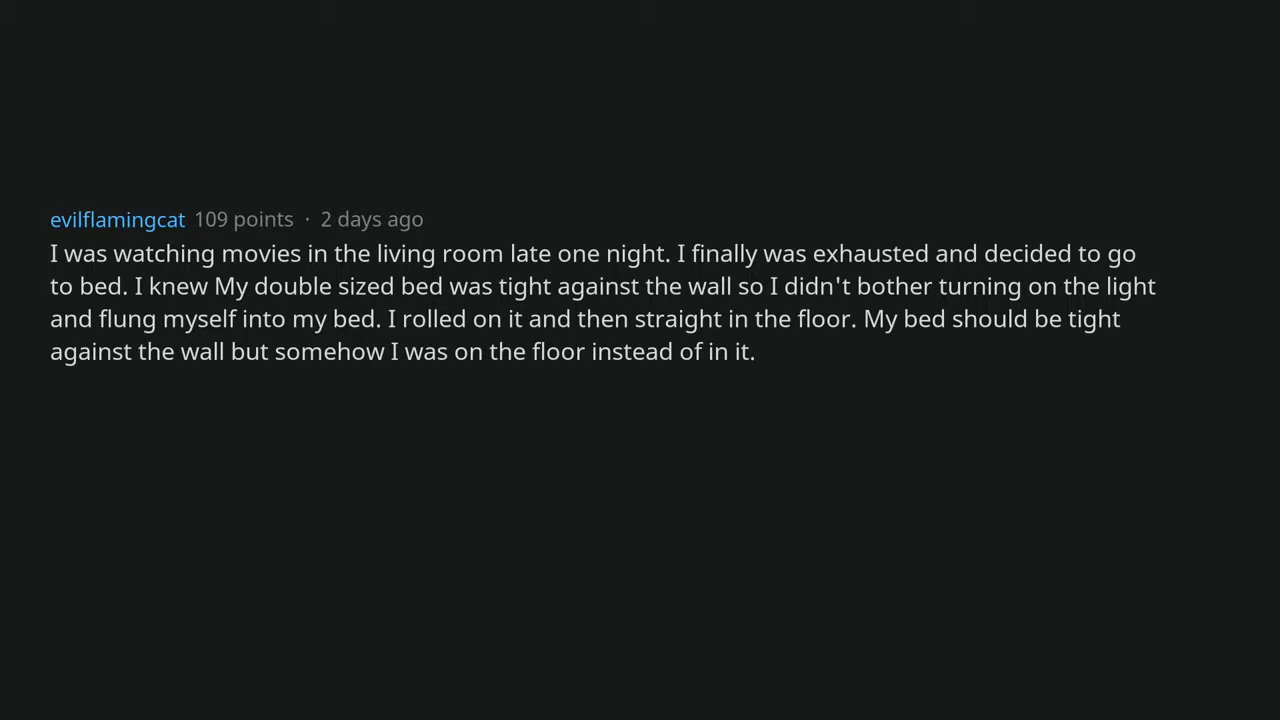 evilflamingcat 109 points · 2 days ago
I was watching movies in the living room late one night. I finally was exhausted and decided to go
to bed. I knew My double sized bed was tight against the wall so I didn't bother turning on the light
and flung myself into my bed. I rolled on it and then straight in the floor. My bed should be tight
against the wall but somehow I was on the floor instead of in it.